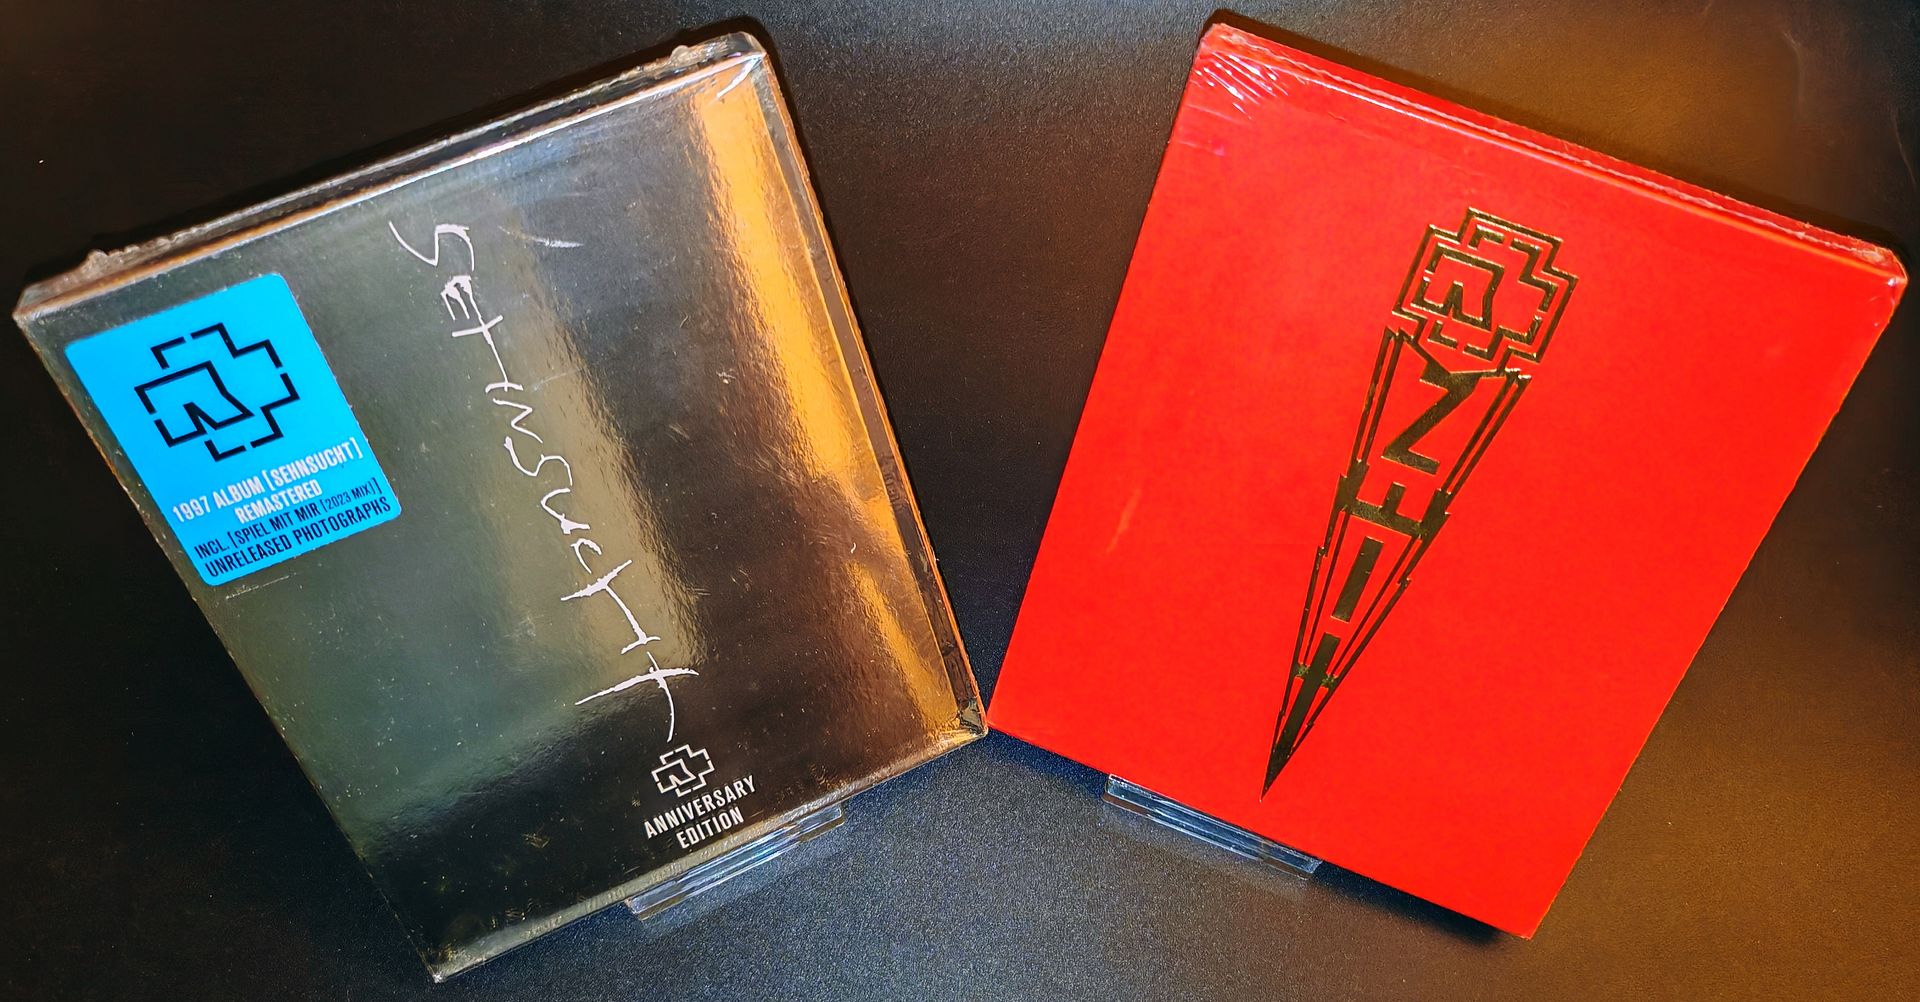 SEHNSUCHT
1997 ALBUM [SEHNSUCHT]
REMASTERED
INCL. [SPIEL MIT MIR [2023 MIX]]
UNRELEASED PHOTOGRAPHS
ANNIVERSARY
EDITION
ZEIT